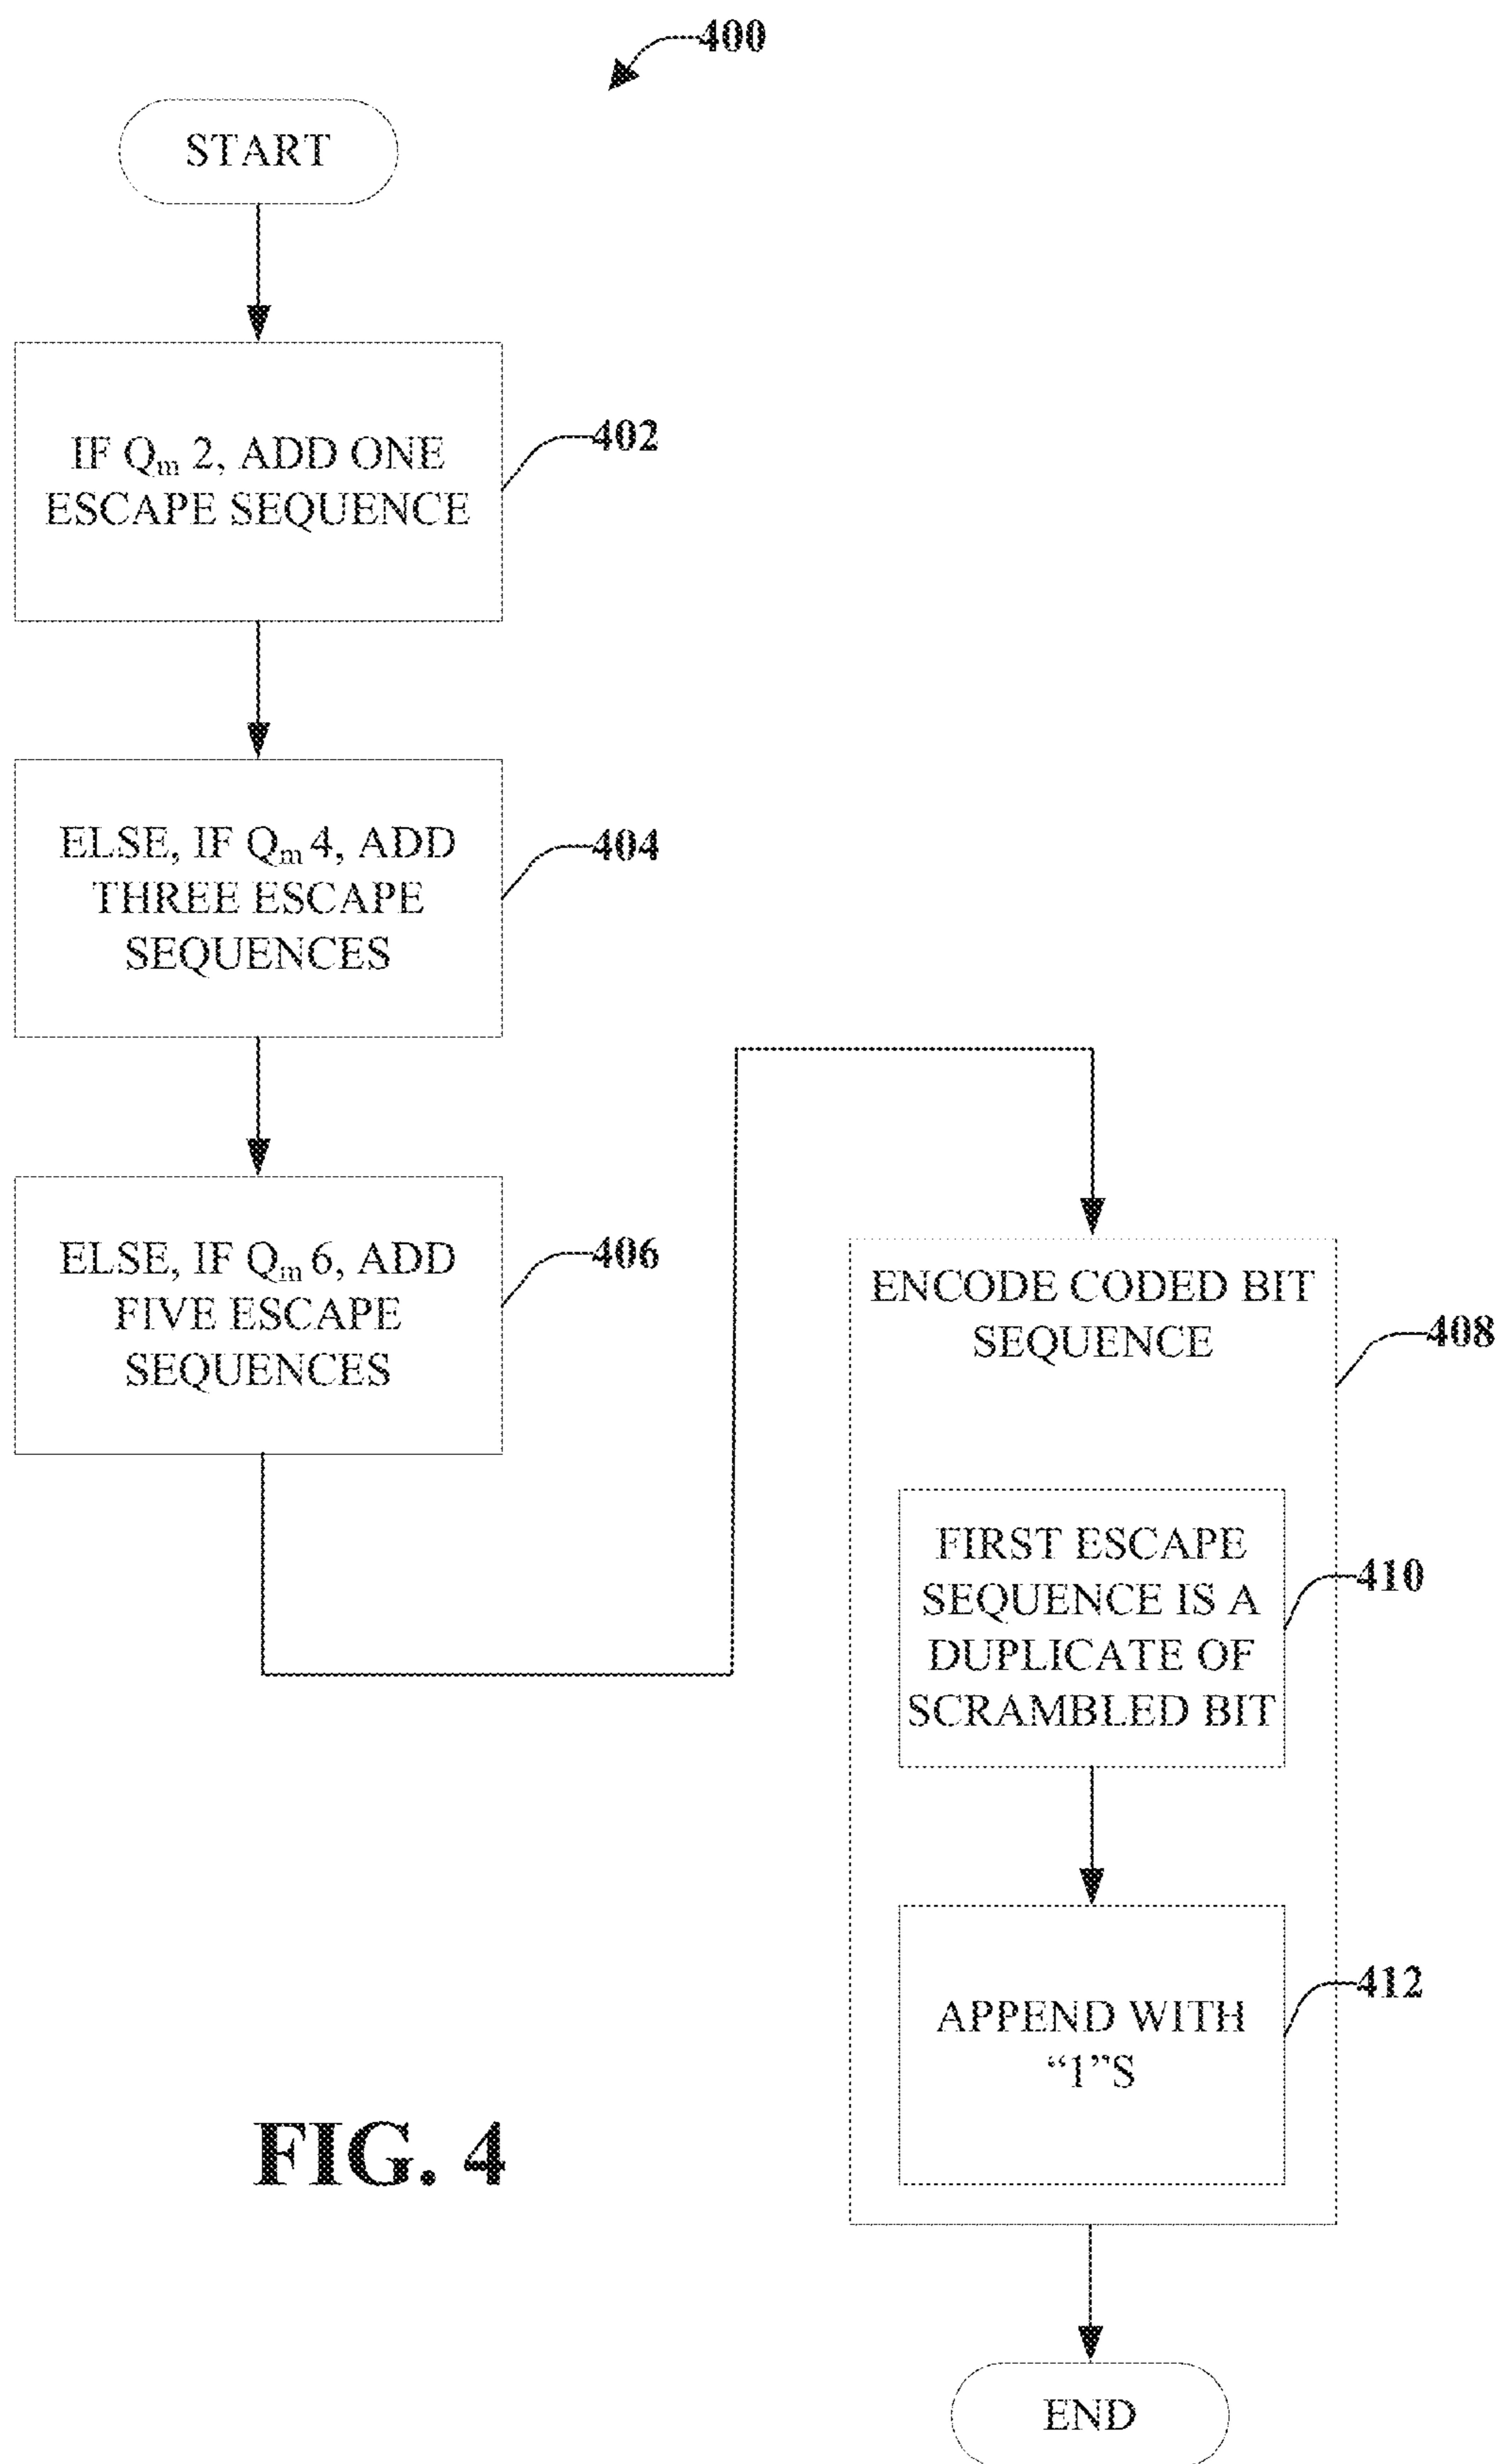 400
START
IF Qm 2, ADD ONE
ESCAPE SEQUENCE
402
ELSE, IF Qm 4, ADD
THREE ESCAPE
SEQUENCES
404
ELSE, IF Qm 6, ADD
FIVE ESCAPE
SEQUENCES
406
ENCODE CODED BIT
SEQUENCE
408
FIRST ESCAPE
SEQUENCE IS A
DUPLICATE OF
SCRAMBLED BIT
410
APPEND WITH
“1”S
412
END
FIG. 4